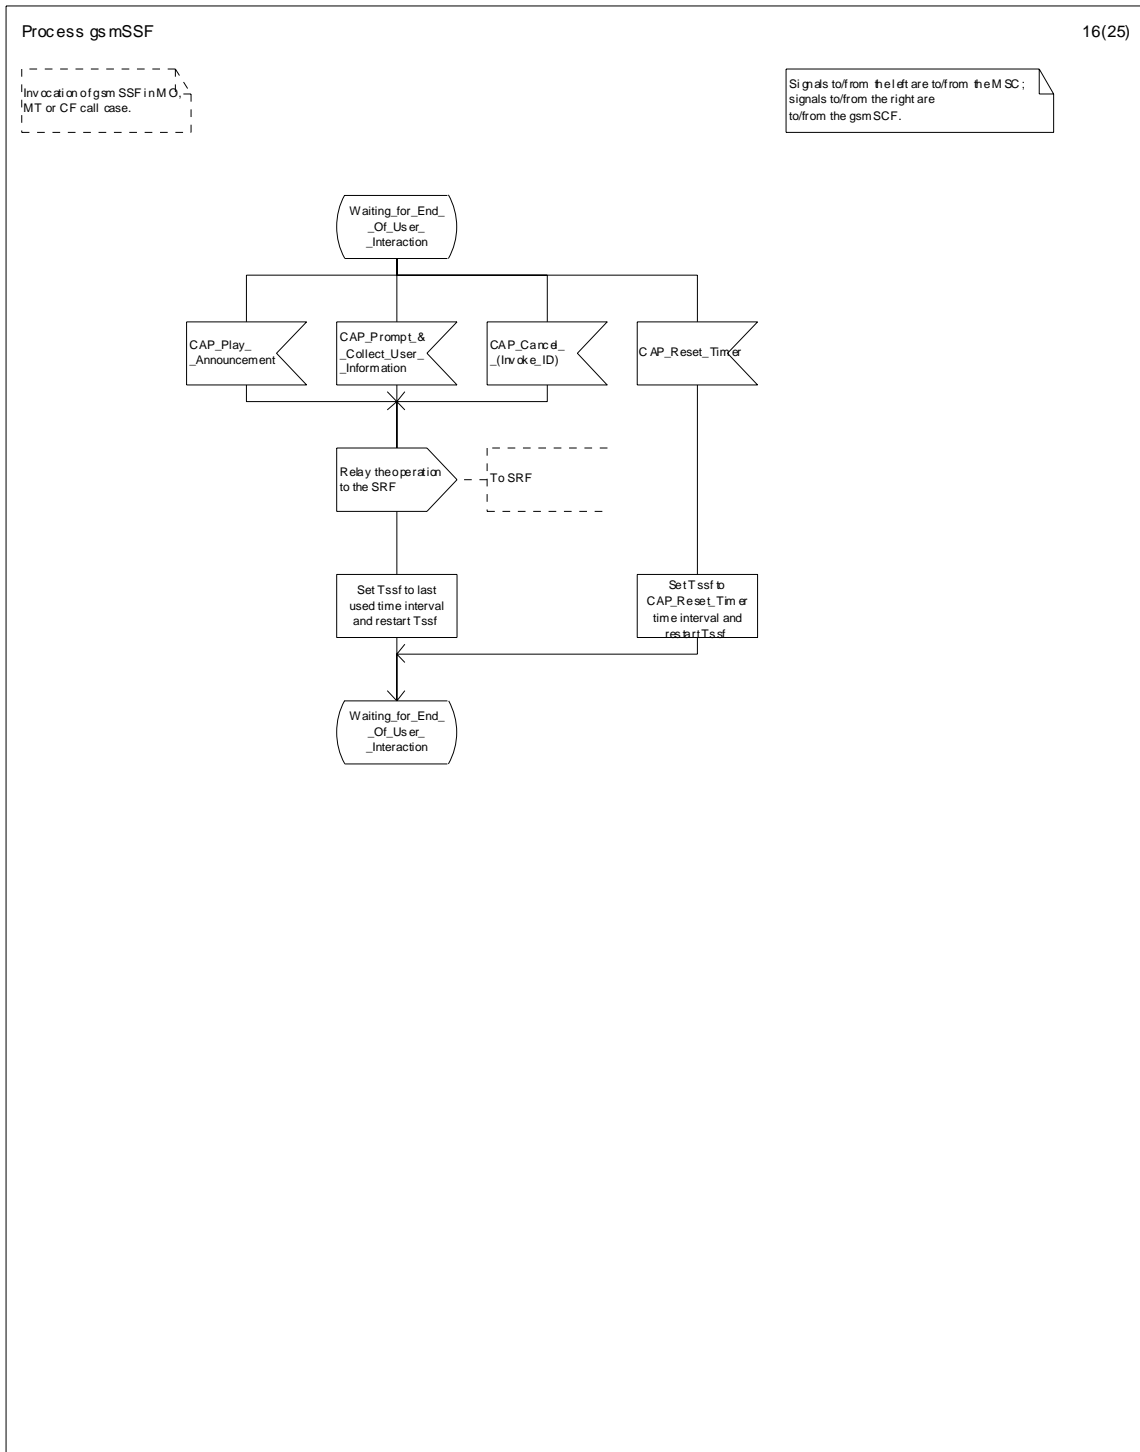 Process gsmSSF
16(25)
Invocation of gsmSSF in MO,
MT or CF call case.
Signals to/from the left are to/from the MSC;
signals to/from the right are
to/from the gsmSCF.
Waiting_for_End_
_Of_User_
_Interaction
CAP_Play_
_Announcement
CAP_Prompt_&
_Collect_User_
_Information
CAP_Cancel_
_(Invoke_ID)
CAP_Reset_Timer
Relay the operation
to the SRF
To SRF
Set Tssf to last
used time interval
and restart Tssf
Set Tssf to
CAP_Reset_Timer
time interval and
restart Tssf
Waiting_for_End_
_Of_User_
_Interaction